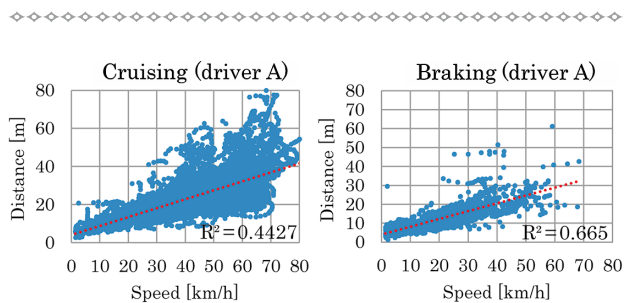 Cruising (driver A)
80
60
40
20
0
Distance [m]
R²=0.4427
0 10 20 30 40 50 60 70 80
Speed [km/h]
Braking (driver A)
80
70
60
50
40
30
20
10
0
Distance [m]
R²=0.665
0 10 20 30 40 50 60 70 80
Speed [km/h]